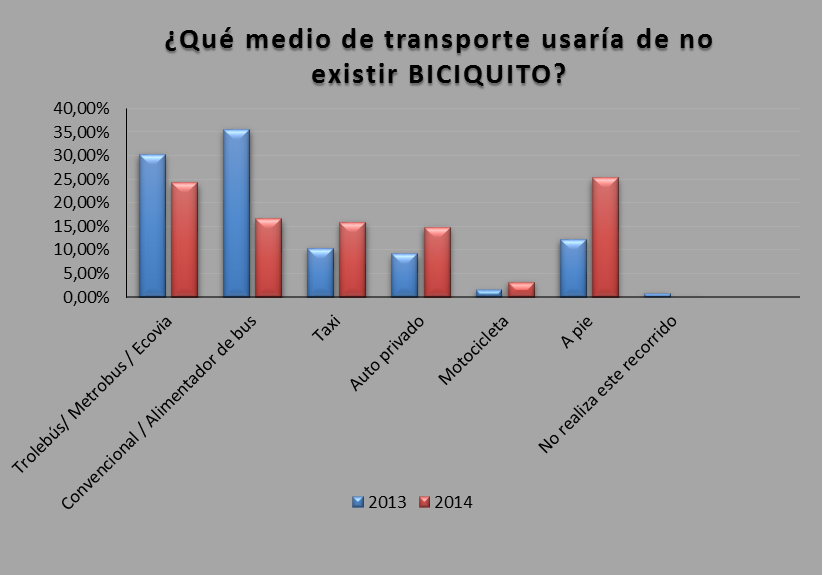 ¿Qué medio de transporte usaría de no
existir BICIQUITO?
40,00%
35,00%
30,00%
25,00%
20,00%
15,00%
10,00%
5,00%
0,00%
Trolebús/ Metrobus / Ecovia
Convencional / Alimentador de bus
Taxi
Auto privado
Motocicleta
A pie
No realiza este recorrido
2013 2014